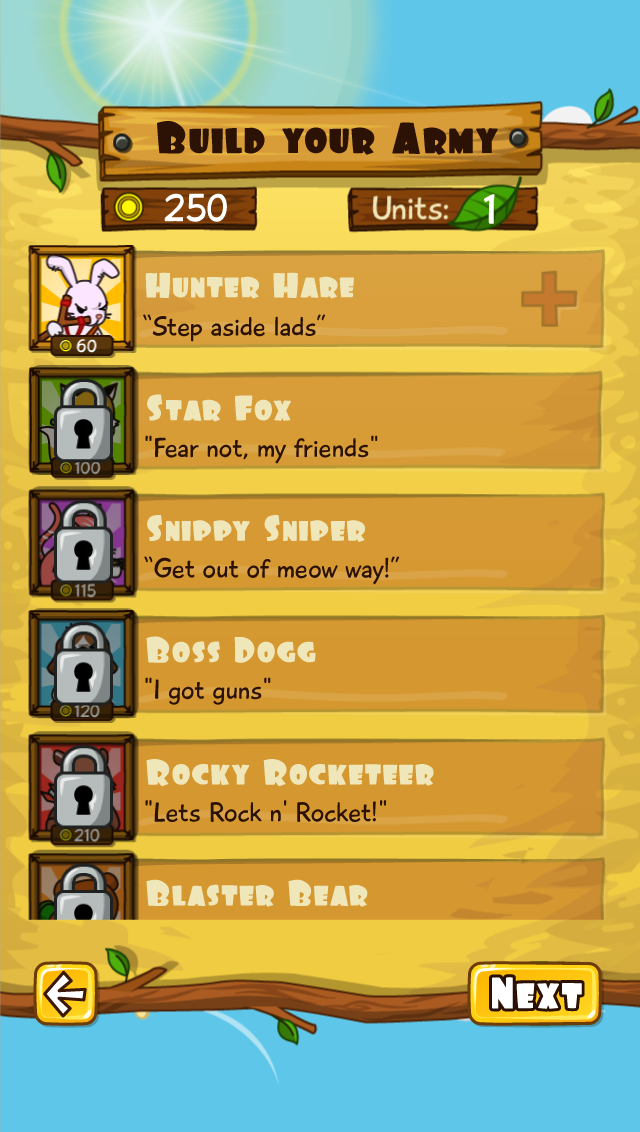 Build your Army
250
Units: 1
Hunter Hare
“Step aside lads”
60
Star Fox
"Fear not, my friends"
100
Snippy Sniper
“Get out of meow way!”
115
Boss Dogg
"I got guns"
120
Rocky Rocketeer
"Lets Rock n' Rocket!"
210
Blaster Bear
Next